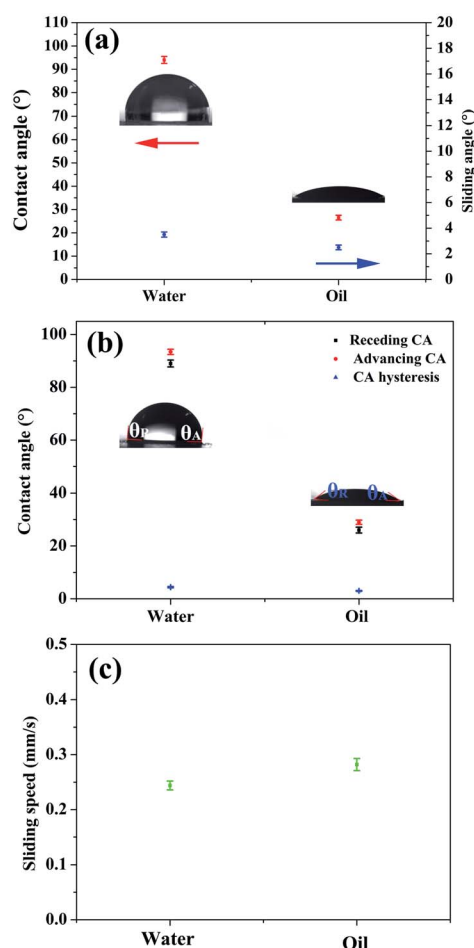 (a)
Contact angle (°)
110
100
90
80
70
60
50
40
30
20
10
0
Sliding angle (°)
20
18
16
14
12
10
8
6
4
2
0
Water
Oil
(b)
Receding CA
Advancing CA
CA hysteresis
Contact angle (°)
100
80
60
40
20
0
θR
θA
θR
θA
Water
Oil
(c)
Sliding speed (mm/s)
0.5
0.4
0.3
0.2
0.1
0.0
Water
Oil